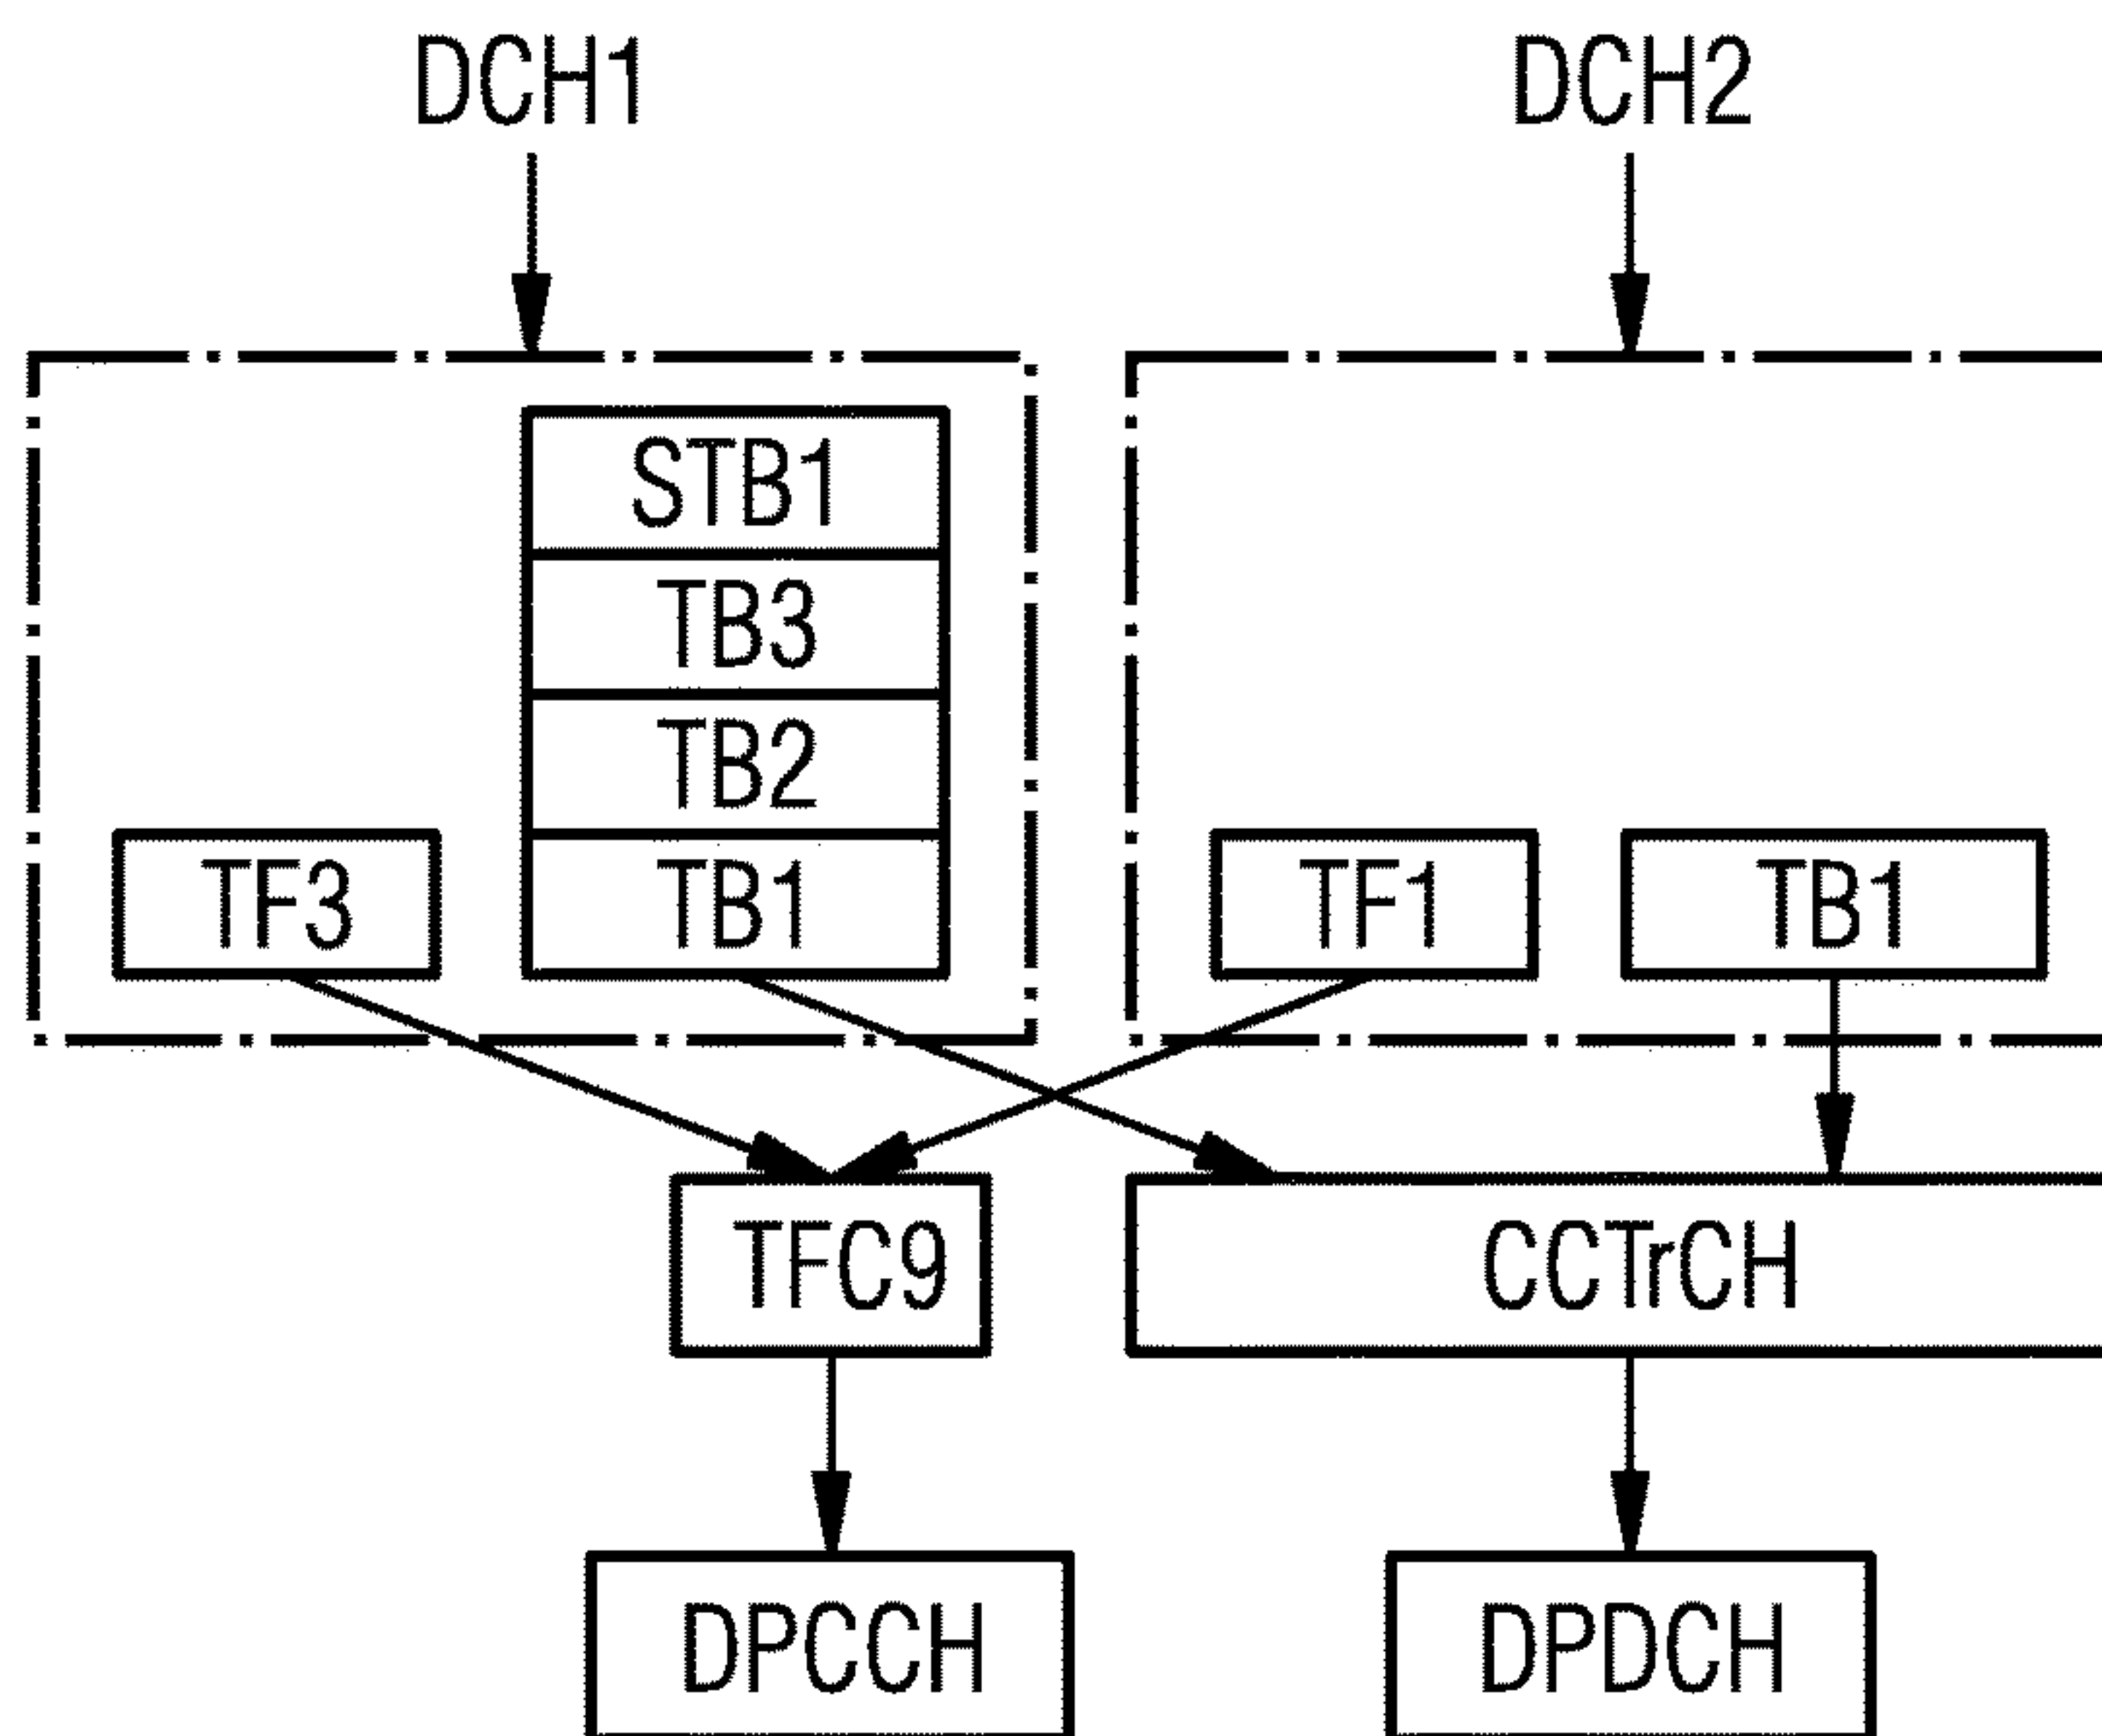 DCH1
DCH2
STB1
TB3
TB2
TF3
TB1
TF1
TB1
TFC9
CCTrCH
DPCCH
DPDCH